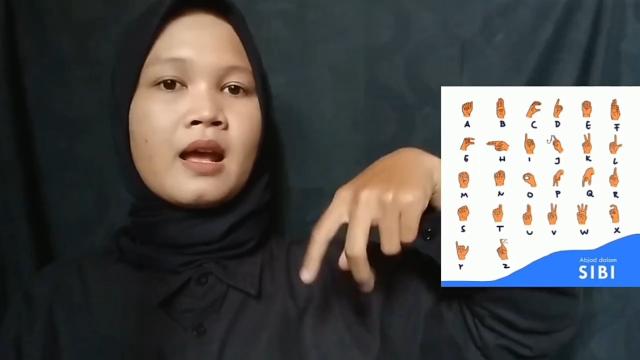 A B C D E F
G H I J K L
M N O P Q R
S T U V W X
Y Z
Abjad dalam
SIBI